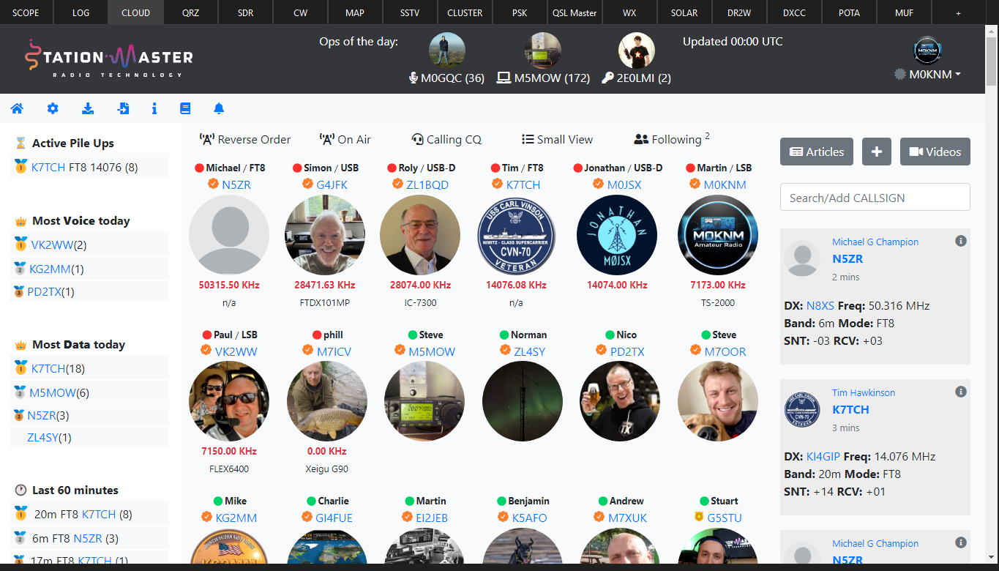 SCOPE LOG CLOUD QRZ SDR CW MAP SSTV CLUSTER PSK QSL Master WX SOLAR DR2W DXCC POTA MUF +
STATION MASTER
RADIO TECHNOLOGY
Ops of the day:
M0GQC (36) M5MOW (172) 2E0LMI (2)
Updated 00:00 UTC
M0KNM
Active Pile Ups
K7TCH FT8 14076 (8)
Most Voice today
VK2WW(2)
KG2MM(1)
PD2TX(1)
Most Data today
K7TCH(18)
M5MOW(6)
N5ZR(3)
ZL4SY(1)
Last 60 minutes
20m FT8 K7TCH (8)
6m FT8 N5ZR (3)
17m FT8 K7TCH (1)
Reverse Order On Air Calling CQ Small View Following 2
Michael / FT8 Simon / USB Roly / USB-D Tim / FT8 Jonathan / USB-D Martin / LSB
N5ZR G4JFK ZL1BQD K7TCH M0JSX M0KNM
USS CARL VINSON
NIMITZ - CLASS SUPERCARRIER
CVN-70
VETERAN
JONATHAN
MØJSX
MOKNM
Amateur Radio
50315.50 KHz 28471.63 KHz 28074.00 KHz 14076.08 KHz 14074.00 KHz 7173.00 KHz
n/a FTDX101MP IC-7300 n/a TS-2000
Paul / LSB phill Steve Norman Nico Steve
VK2WW M7ICV M5MOW ZL4SY PD2TX M7OOR
7150.00 KHz 0.00 KHz
FLEX6400 Xeigu G90
Mike Charlie Martin Benjamin Andrew Stuart
KG2MM GI4FUE EI2JEB K5AFO M7XUK G5STU
Articles + Videos
Search/Add CALLSIGN
Michael G Champion
N5ZR
2 mins
DX: N8XS Freq: 50.316 MHz
Band: 6m Mode: FT8
SNT: -03 RCV: +03
Tim Hawkinson
K7TCH
3 mins
DX: KI4GIP Freq: 14.076 MHz
Band: 20m Mode: FT8
SNT: +14 RCV: +01
Michael G Champion
N5ZR